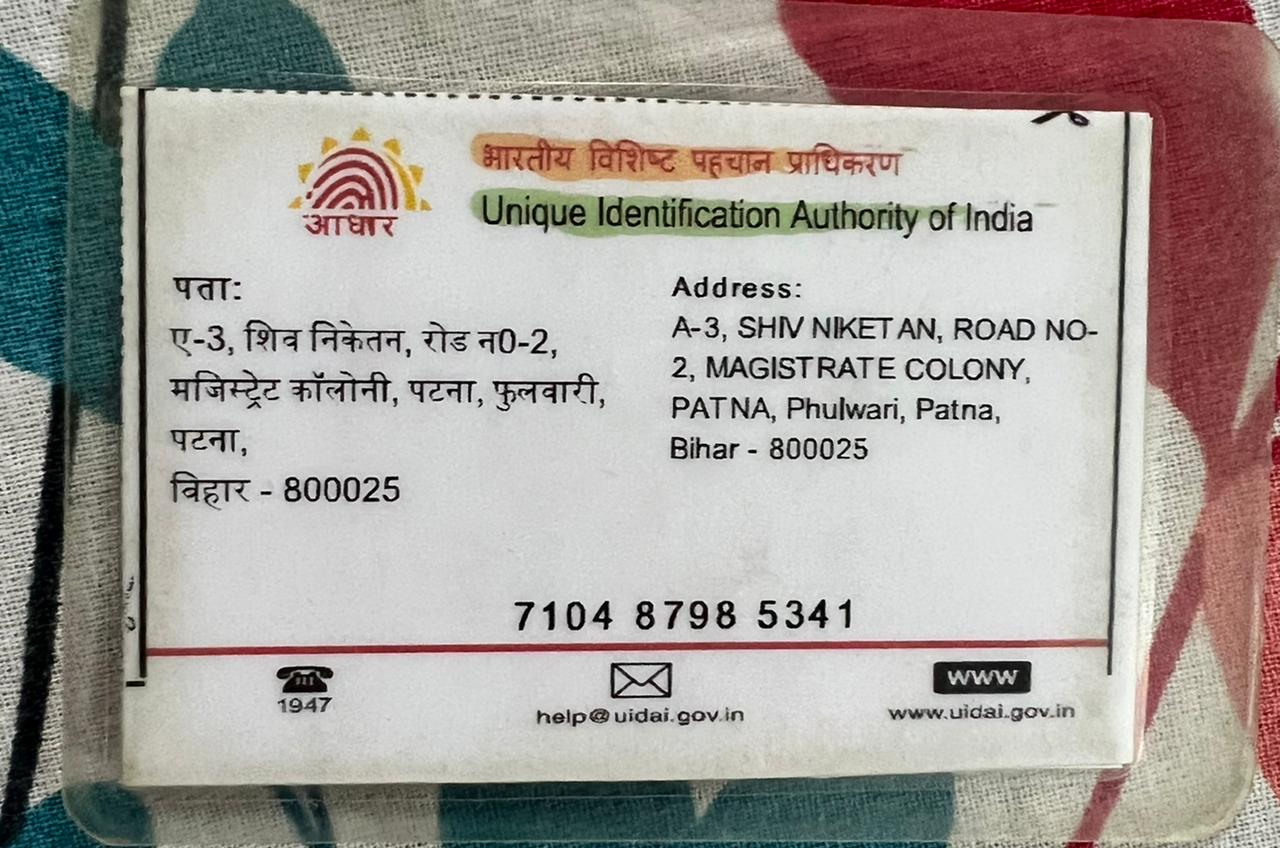 आधार
भारतीय विशिष्ट पहचान प्राधिकरण
Unique Identification Authority of India
पता:
ए-3, शिव निकेतन, रोड न0-2,
मजिस्ट्रेट कॉलोनी, पटना, फुलवारी,
पटना,
बिहार - 800025
Address:
A-3, SHIV NIKETAN, ROAD NO-
2, MAGISTRATE COLONY,
PATNA, Phulwari, Patna,
Bihar - 800025
7104 8798 5341
1947
help@uidai.gov.in
WWW
www.uidai.gov.in